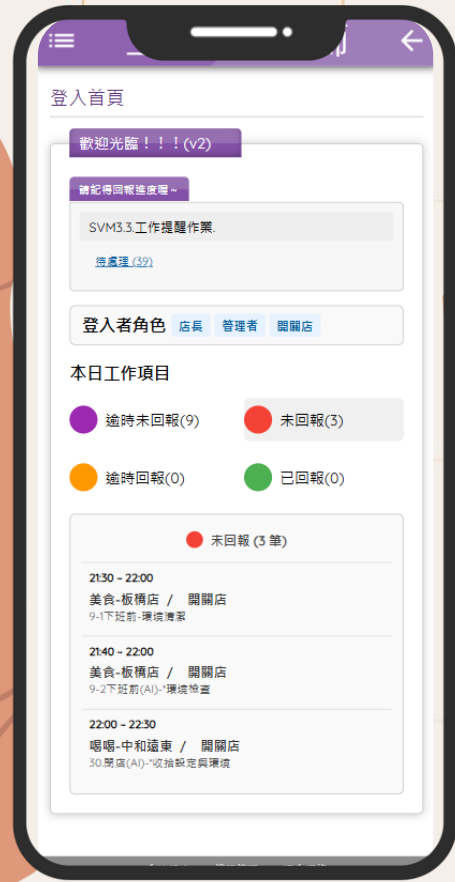 登入首頁
歡迎光臨！！！(v2)
請記得回報進度喔~
SVM3.3.工作提醒作業.
待處理 (39)
登入者角色 店長 管理者 開關店
本日工作項目
逾時未回報(9) 未回報(3)
逾時回報(0) 已回報(0)
未回報 (3 筆)
21:30 ~ 22:00
美食-板橋店 / 開關店
9-1下班前-環境清潔
21:40 ~ 22:00
美食-板橋店 / 開關店
9-2下班前(AI)-*環境檢查
22:00 ~ 22:30
喝喝-中和遠東 / 開關店
30.閉店(AI)-*收拾設定與環境